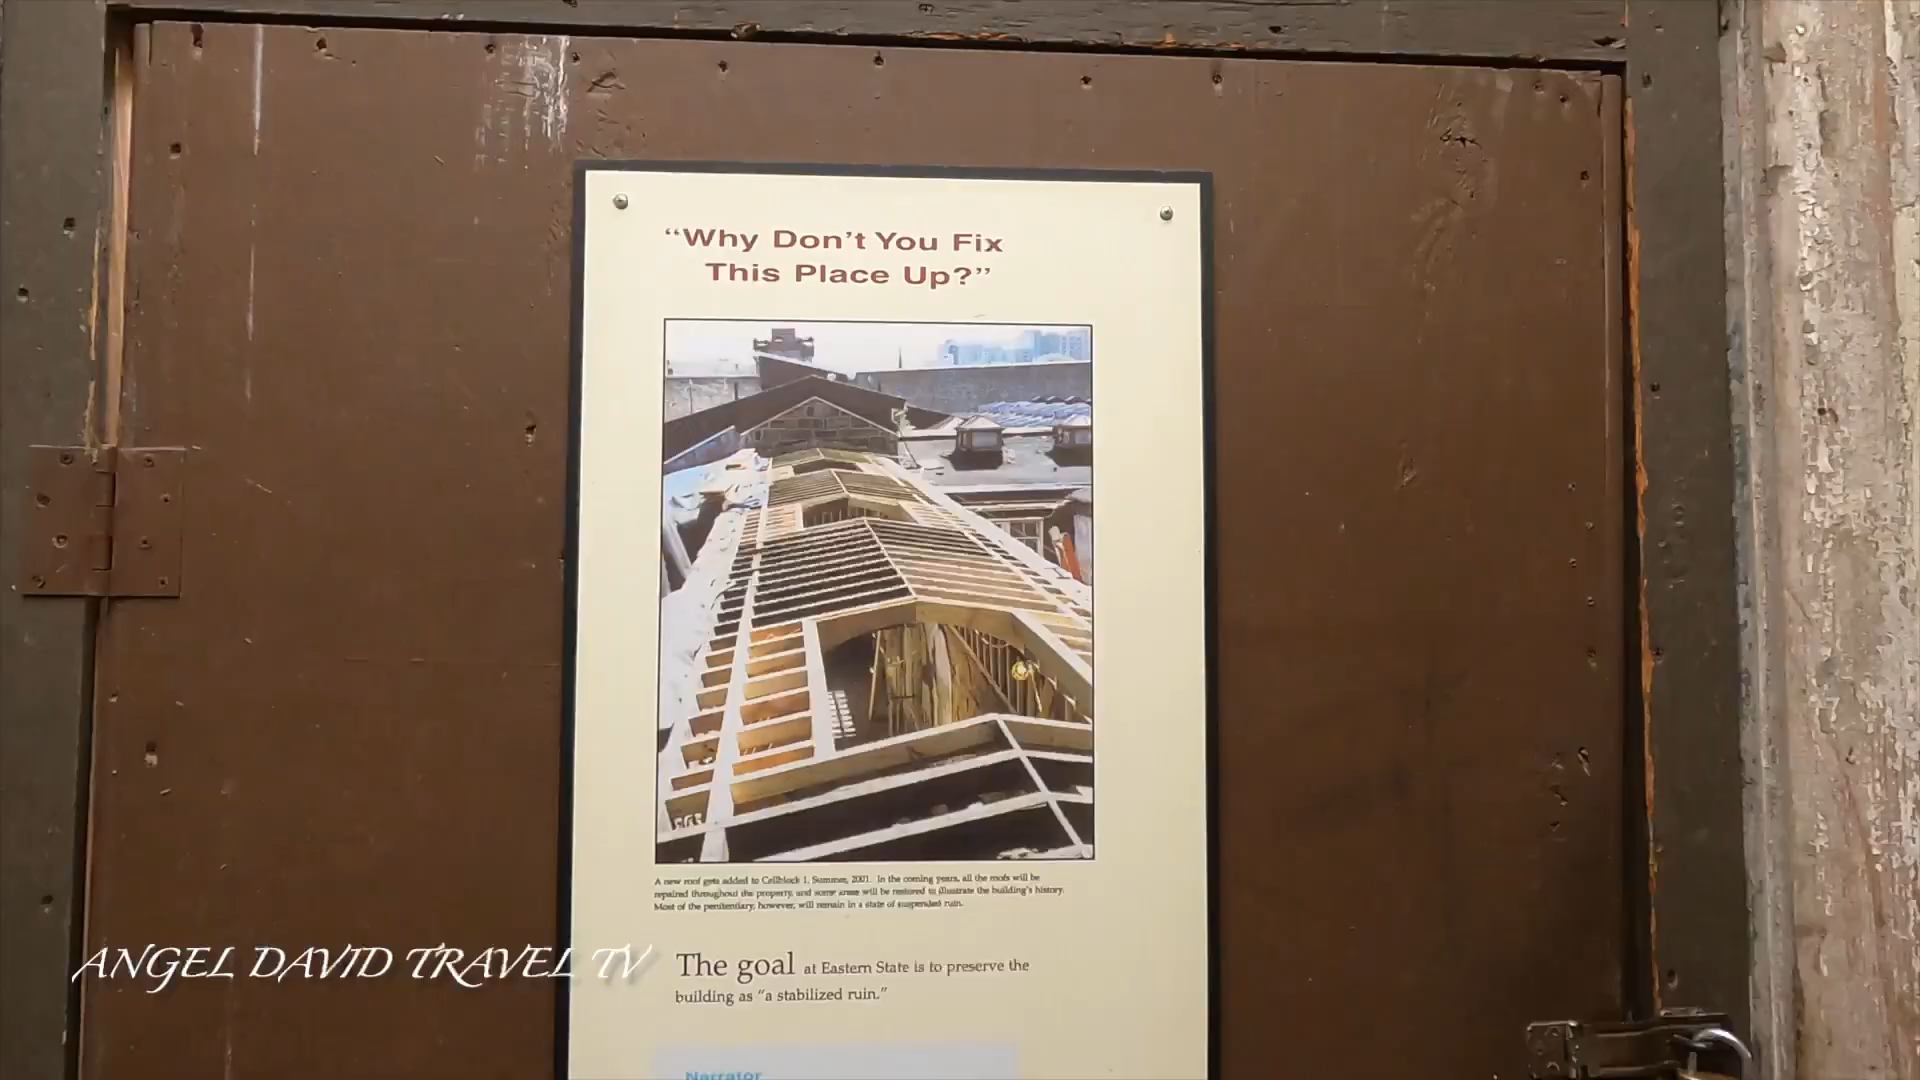 “Why Don’t You Fix
This Place Up?”
A new roof gets added to Cellblock 1, Summer, 2001. In the coming years, all the roofs will be
repaired throughout the property, and some areas will be restored to illustrate the building's history.
Most of the penitentiary, however, will remain in a state of suspended ruin.
The goal at Eastern State is to preserve the
building as “a stabilized ruin.”
Narrator
ANGEL DAVID TRAVEL TV